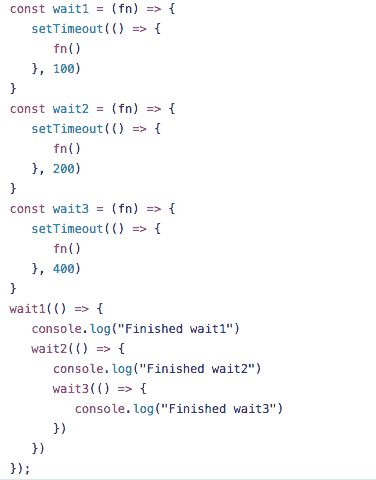 const wait1 = (fn) => {
   setTimeout(() => {
      fn()
   }, 100)
}
const wait2 = (fn) => {
   setTimeout(() => {
      fn()
   }, 200)
}
const wait3 = (fn) => {
   setTimeout(() => {
      fn()
   }, 400)
}
wait1(() => {
   console.log("Finished wait1")
   wait2(() => {
      console.log("Finished wait2")
      wait3(() => {
         console.log("Finished wait3")
      })
   })
});